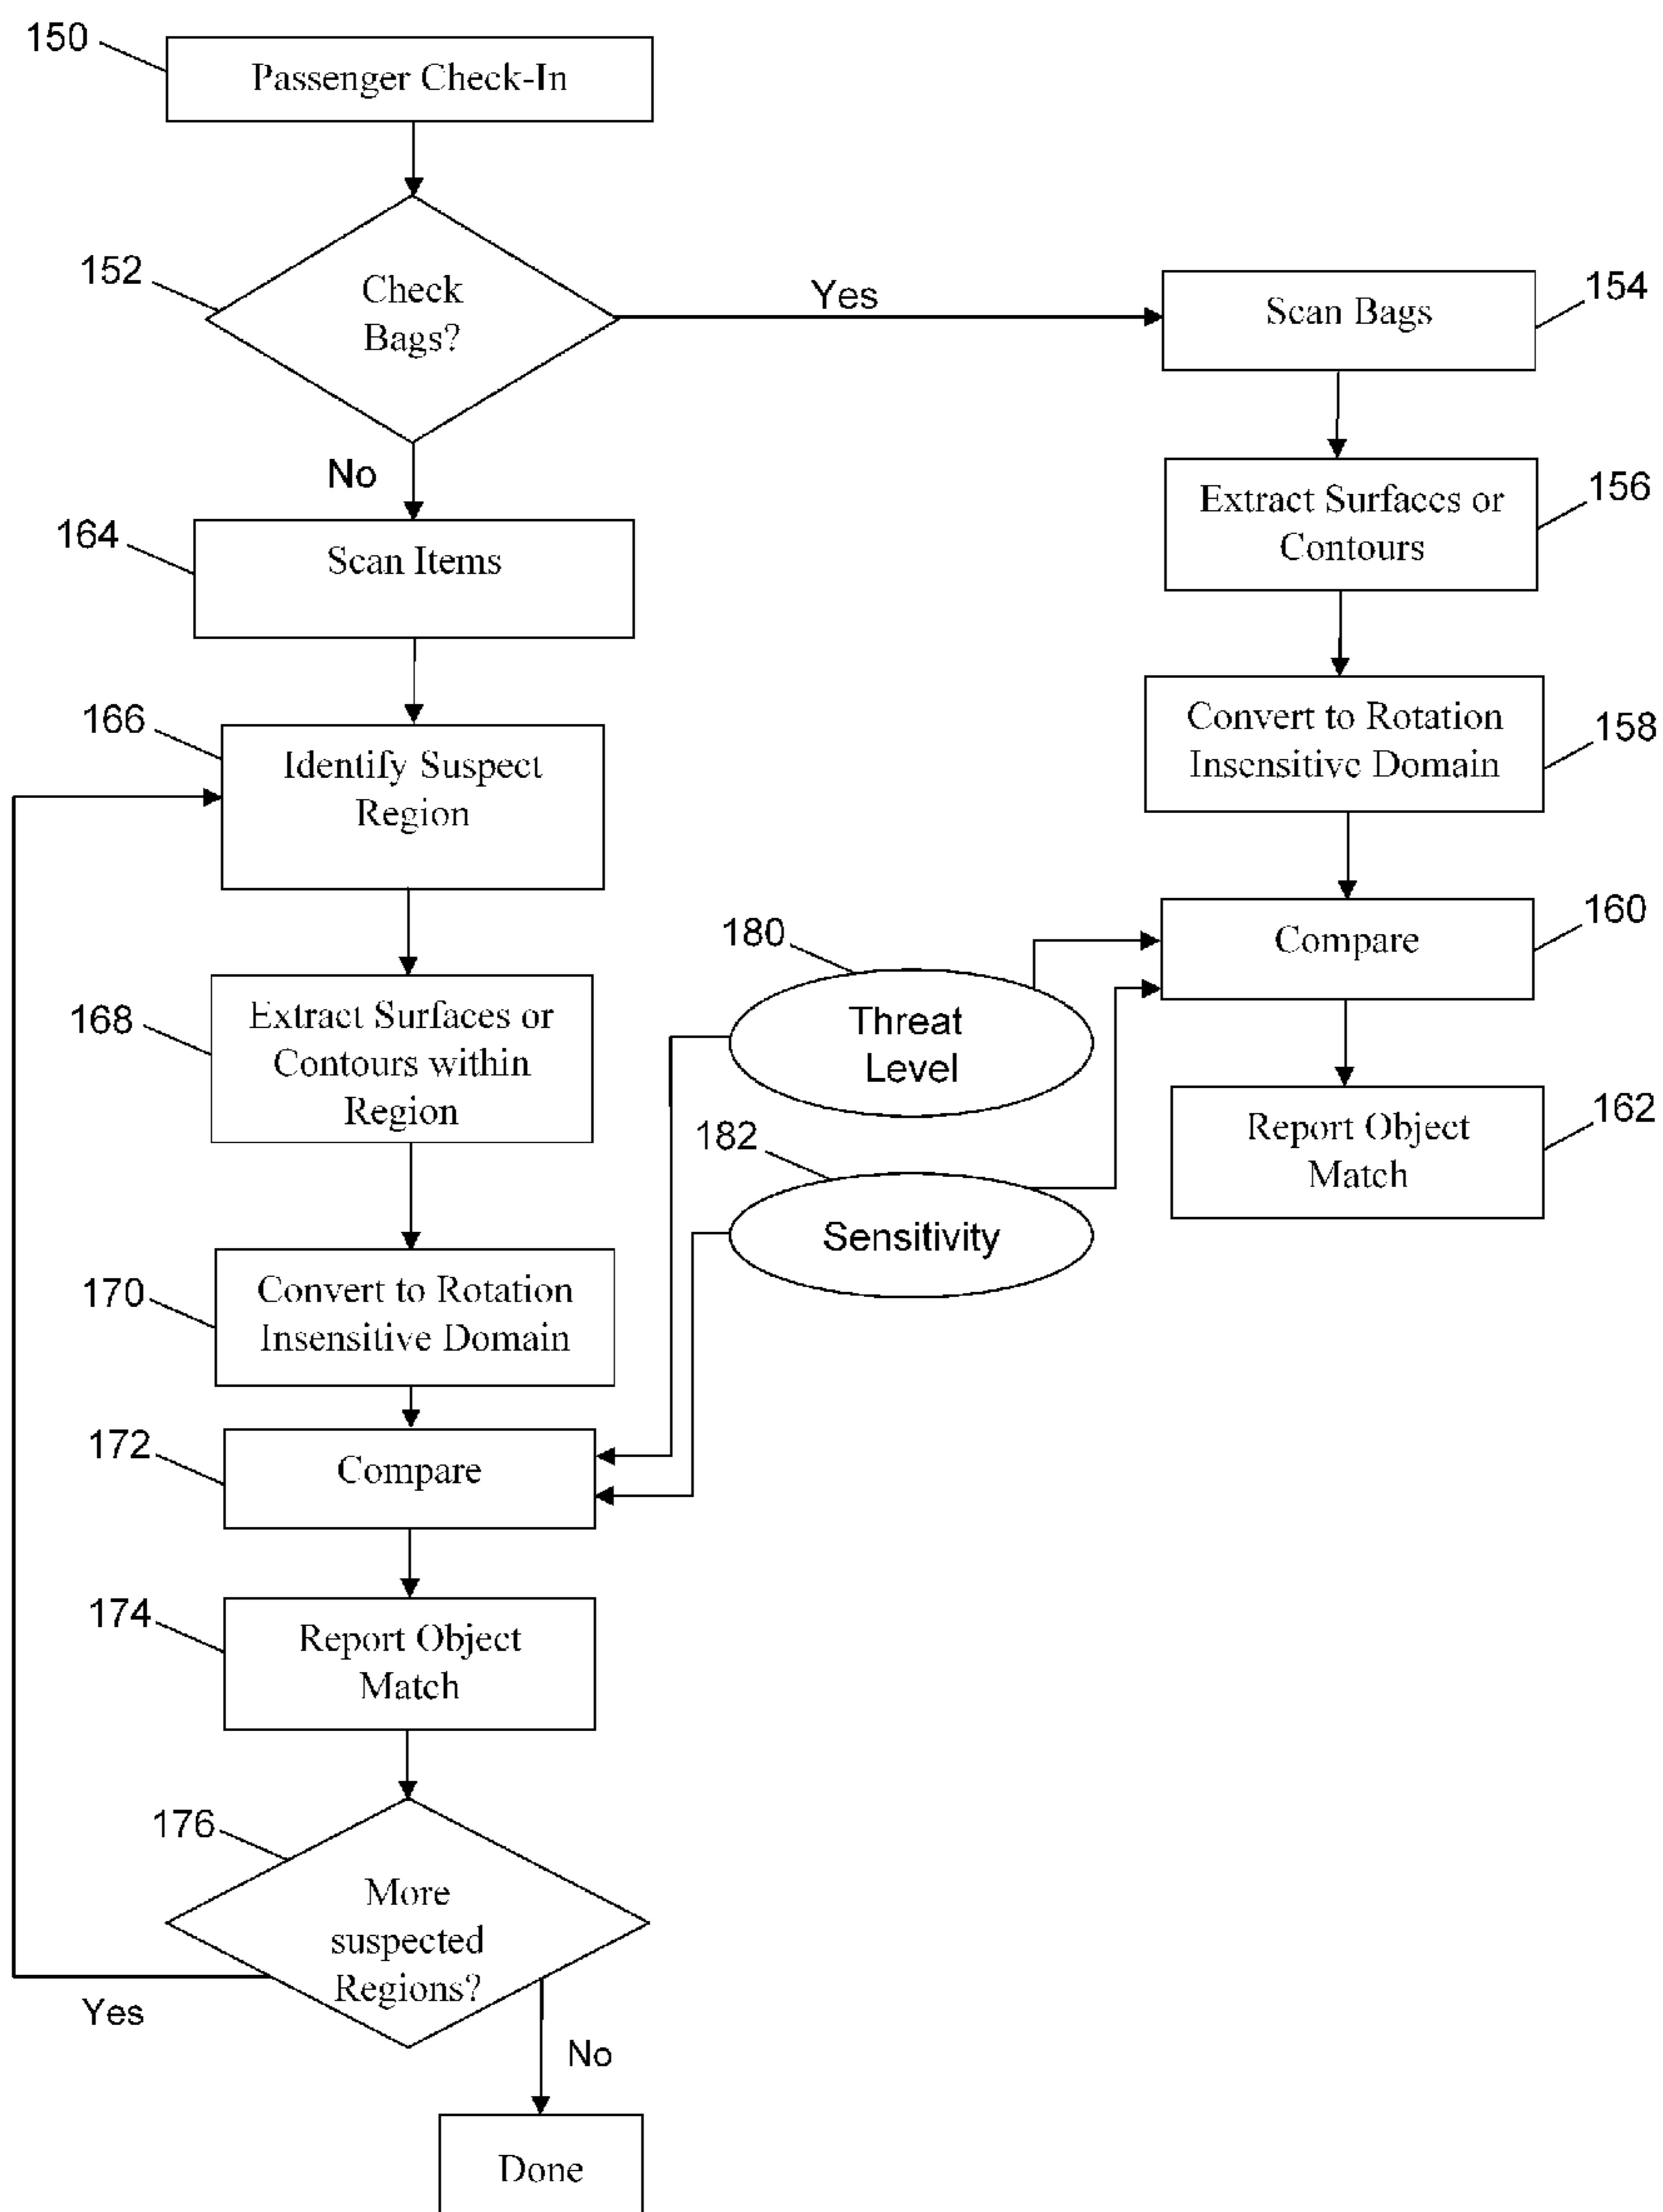 150
Passenger Check-In
152
Check
Bags?
Yes
Scan Bags
154
No
164
Scan Items
Extract Surfaces or
Contours
156
166
Identify Suspect
Region
Convert to Rotation
Insensitive Domain
158
168
Extract Surfaces or
Contours within
Region
180
Threat
Level
Compare
160
182
Sensitivity
Report Object
Match
162
170
Convert to Rotation
Insensitive Domain
172
Compare
174
Report Object
Match
176
More
suspected
Regions?
Yes
No
Done